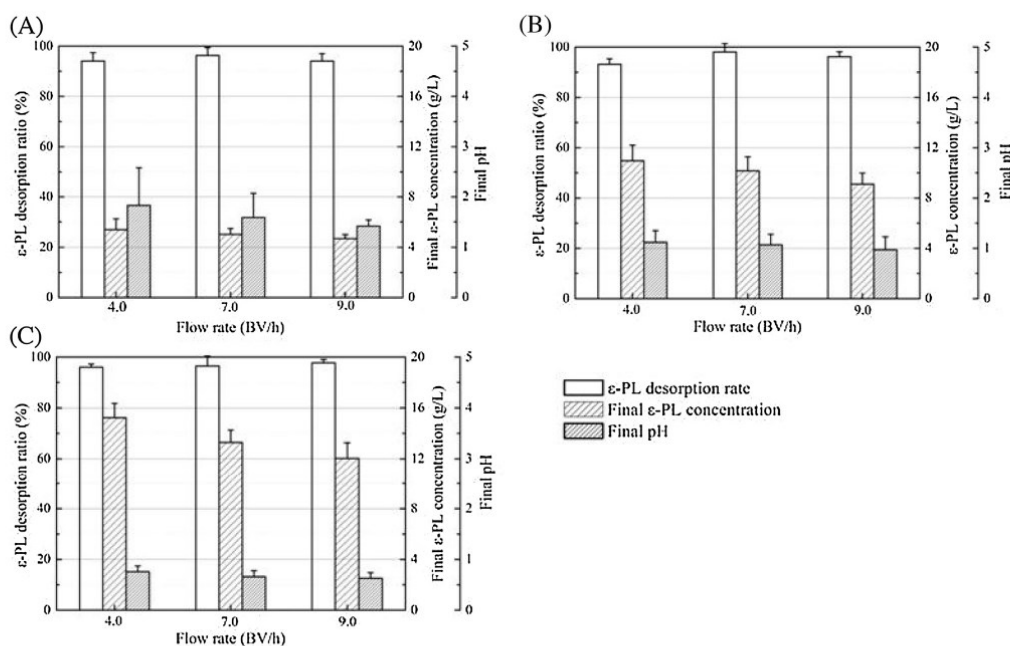 (A)
100
80
60
40
20
0
ε-PL desorption ratio (%)
4.0 7.0 9.0
Flow rate (BV/h)
20
16
12
8
4
0
Final ε-PL concentration (g/L)
5
4
3
2
1
0
Final pH
(B)
100
80
60
40
20
0
ε-PL desorption ratio (%)
4.0 7.0 9.0
Flow rate (BV/h)
20
16
12
8
4
0
ε-PL concentration (g/L)
5
4
3
2
1
0
Final pH
(C)
100
80
60
40
20
0
ε-PL desorption ratio (%)
4.0 7.0 9.0
Flow rate (BV/h)
20
16
12
8
4
0
Final ε-PL concentration (g/L)
5
4
3
2
1
0
Final pH
ε-PL desorption rate
Final ε-PL concentration
Final pH